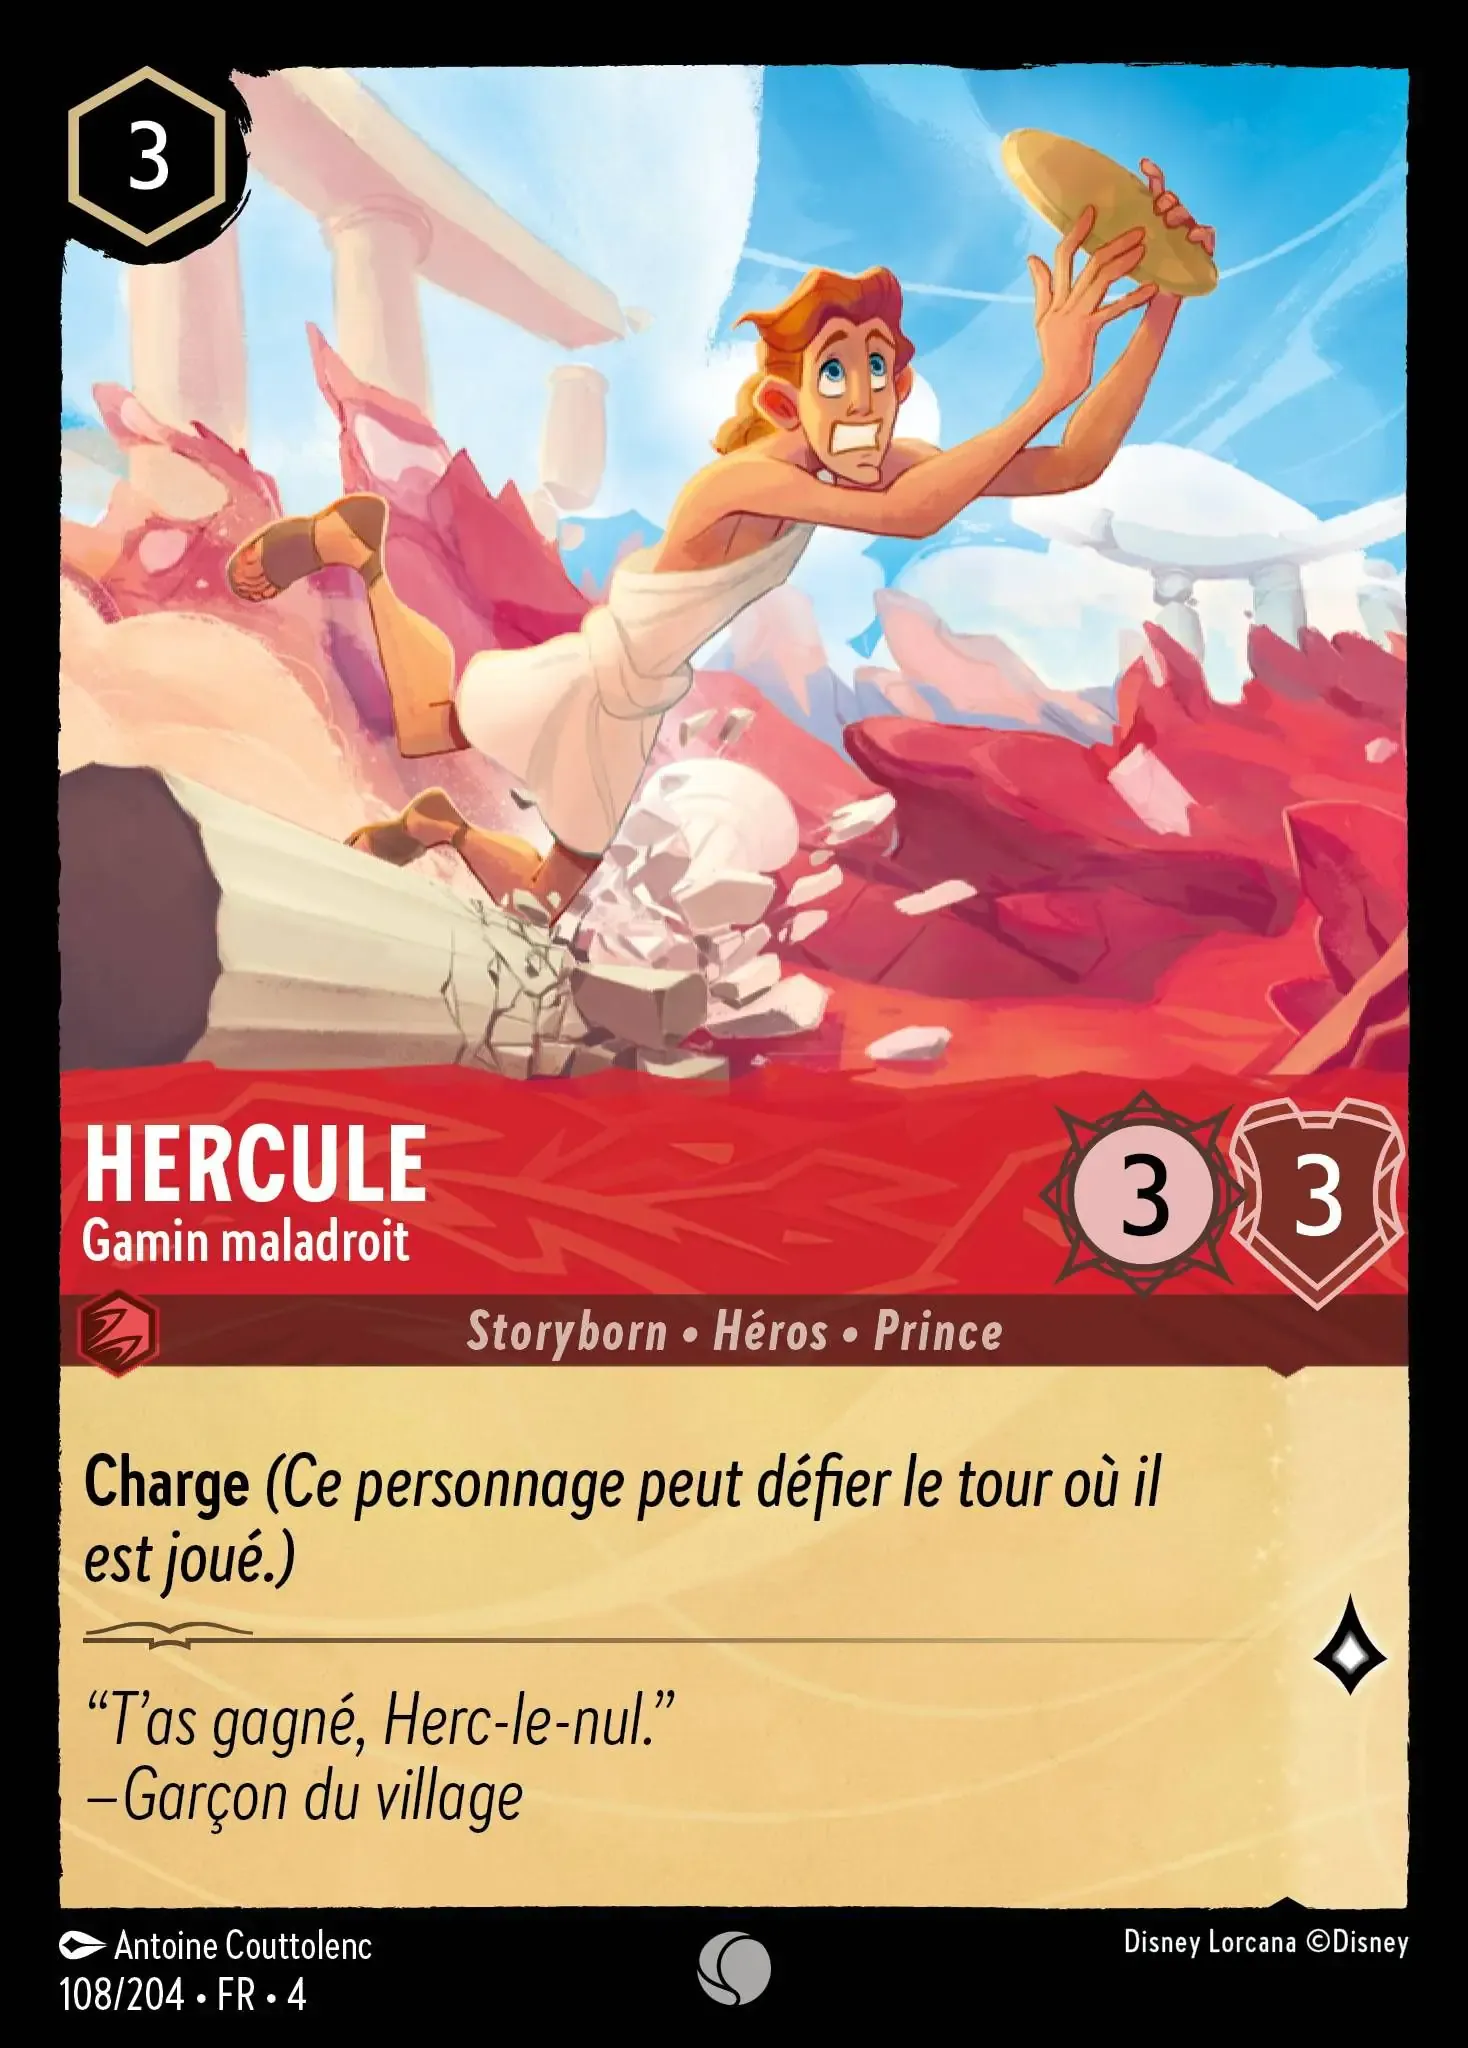 3
HERCULE
Gamin maladroit
3
3
Storyborn • Héros • Prince
Charge (Ce personnage peut défier le tour où il
est joué.)
“T’as gagné, Herc-le-nul.”
–Garçon du village
Antoine Couttolenc
Disney Lorcana ©Disney
108/204 • FR • 4